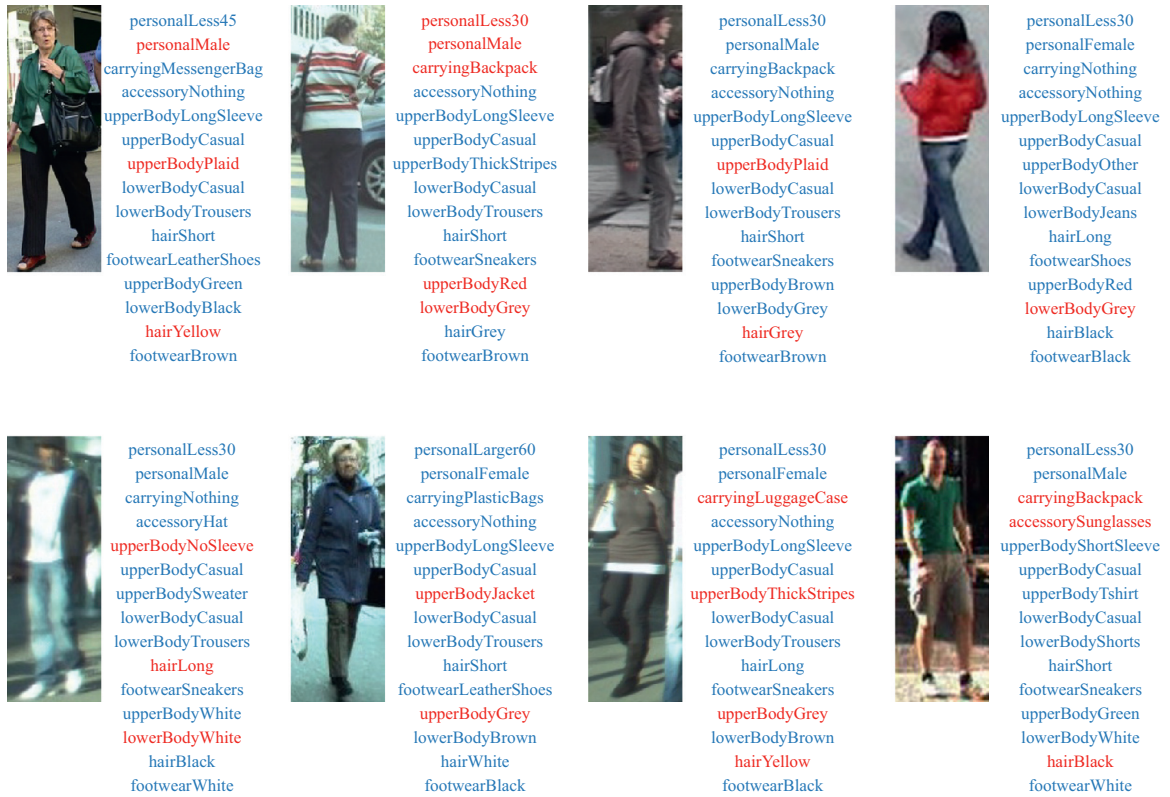 personalLess45
personalMale
carryingMessengerBag
accessoryNothing
upperBodyLongSleeve
upperBodyCasual
upperBodyPlaid
lowerBodyCasual
lowerBodyTrousers
hairShort
footwearLeatherShoes
upperBodyGreen
lowerBodyBlack
hairYellow
footwearBrown
personalLess30
personalMale
carryingBackpack
accessoryNothing
upperBodyLongSleeve
upperBodyCasual
upperBodyThickStripes
lowerBodyCasual
lowerBodyTrousers
hairShort
footwearSneakers
upperBodyRed
lowerBodyGrey
hairGrey
footwearBrown
personalLess30
personalMale
carryingBackpack
accessoryNothing
upperBodyLongSleeve
upperBodyCasual
upperBodyPlaid
lowerBodyCasual
lowerBodyTrousers
hairShort
footwearSneakers
upperBodyBrown
lowerBodyGrey
hairGrey
footwearBrown
personalLess30
personalFemale
carryingNothing
accessoryNothing
upperBodyLongSleeve
upperBodyCasual
upperBodyOther
lowerBodyCasual
lowerBodyJeans
hairLong
footwearShoes
upperBodyRed
lowerBodyGrey
hairBlack
footwearBlack
personalLess30
personalMale
carryingNothing
accessoryHat
upperBodyNoSleeve
upperBodyCasual
upperBodySweater
lowerBodyCasual
lowerBodyTrousers
hairLong
footwearSneakers
upperBodyWhite
lowerBodyWhite
hairBlack
footwearWhite
personalLarger60
personalFemale
carryingPlasticBags
accessoryNothing
upperBodyLongSleeve
upperBodyCasual
upperBodyJacket
lowerBodyCasual
lowerBodyTrousers
hairShort
footwearLeatherShoes
upperBodyGrey
lowerBodyBrown
hairWhite
footwearBlack
personalLess30
personalFemale
carryingLuggageCase
accessoryNothing
upperBodyLongSleeve
upperBodyCasual
upperBodyThickStripes
lowerBodyCasual
lowerBodyTrousers
hairLong
footwearSneakers
upperBodyGrey
lowerBodyBrown
hairYellow
footwearBlack
personalLess30
personalMale
carryingBackpack
accessorySunglasses
upperBodyShortSleeve
upperBodyCasual
upperBodyTshirt
lowerBodyCasual
lowerBodyShorts
hairShort
footwearSneakers
upperBodyGreen
lowerBodyWhite
hairBlack
footwearWhite